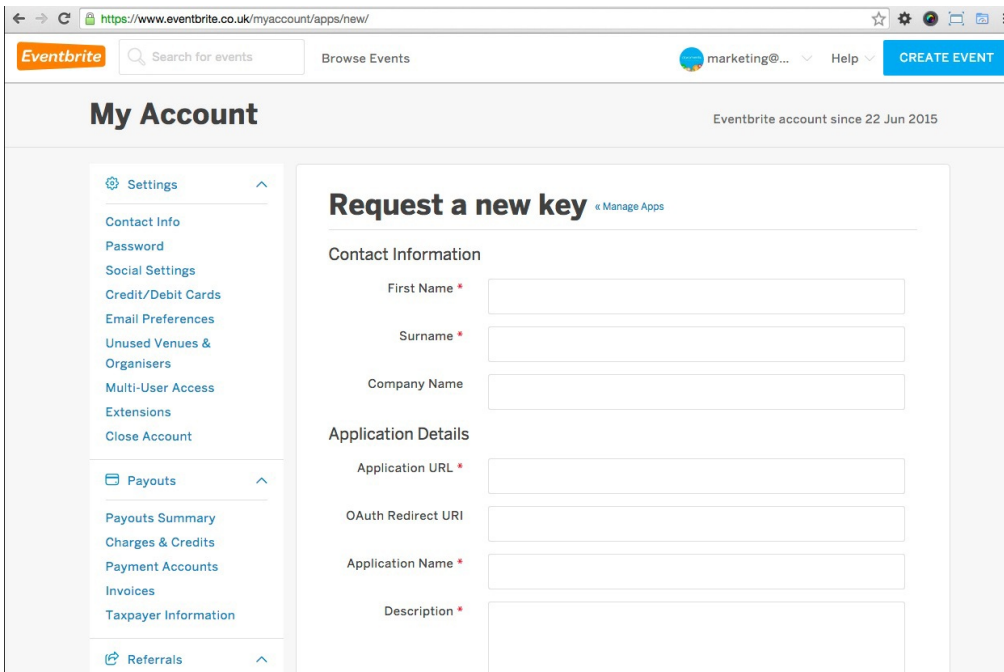 https://www.eventbrite.co.uk/myaccount/apps/new/
Eventbrite
Search for events
Browse Events
marketing@...
Help
CREATE EVENT
My Account
Eventbrite account since 22 Jun 2015
Settings
Contact Info
Password
Social Settings
Credit/Debit Cards
Email Preferences
Unused Venues &
Organisers
Multi-User Access
Extensions
Close Account
Payouts
Payouts Summary
Charges & Credits
Payment Accounts
Invoices
Taxpayer Information
Referrals
Request a new key « Manage Apps
Contact Information
First Name *
Surname *
Company Name
Application Details
Application URL *
OAuth Redirect URI
Application Name *
Description *